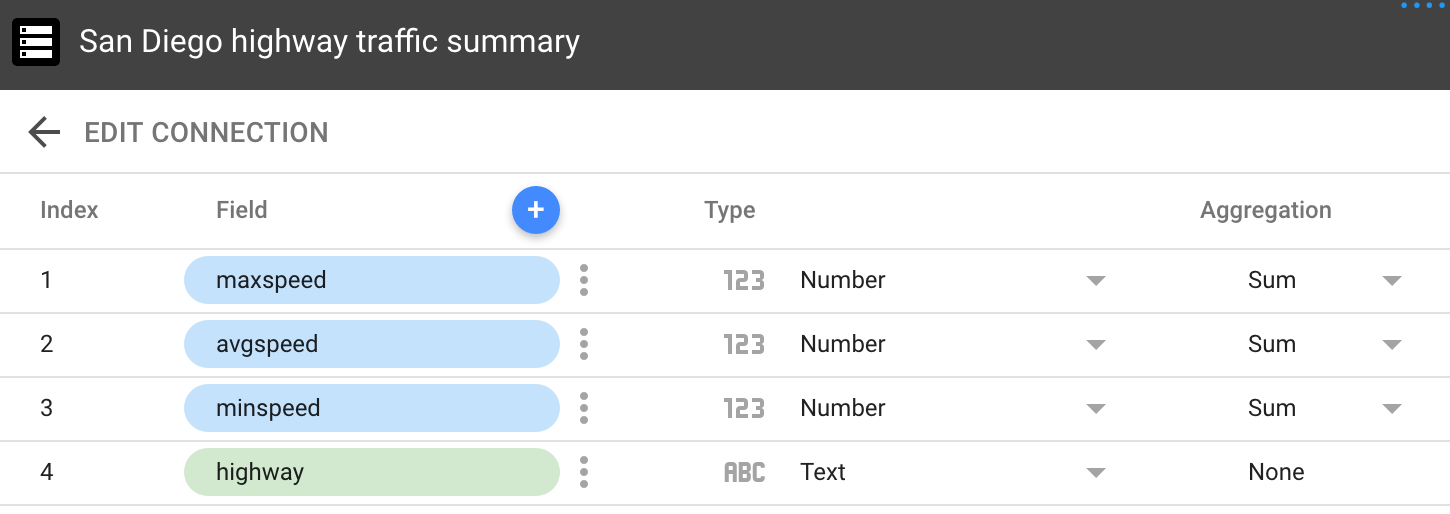 San Diego highway traffic summary
EDIT CONNECTION
Index Field + Type Aggregation
1 maxspeed 123 Number Sum
2 avgspeed 123 Number Sum
3 minspeed 123 Number Sum
4 highway ABC Text None